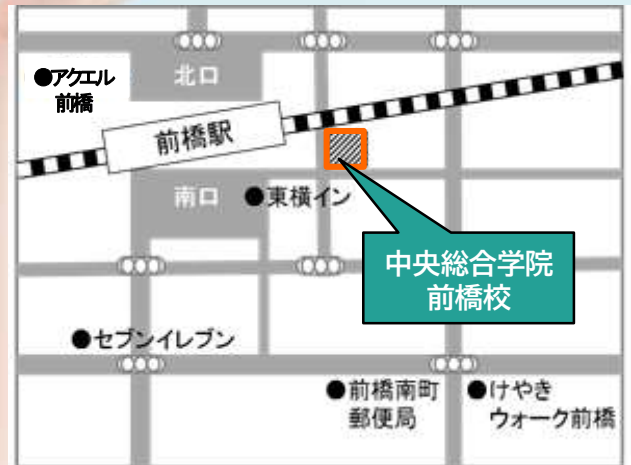 ●アクエル
前橋
北口
前橋駅
南口
●東横イン
中央総合学院
前橋校
●セブンイレブン
●前橋南町
郵便局
●けやき
ウォーク前橋